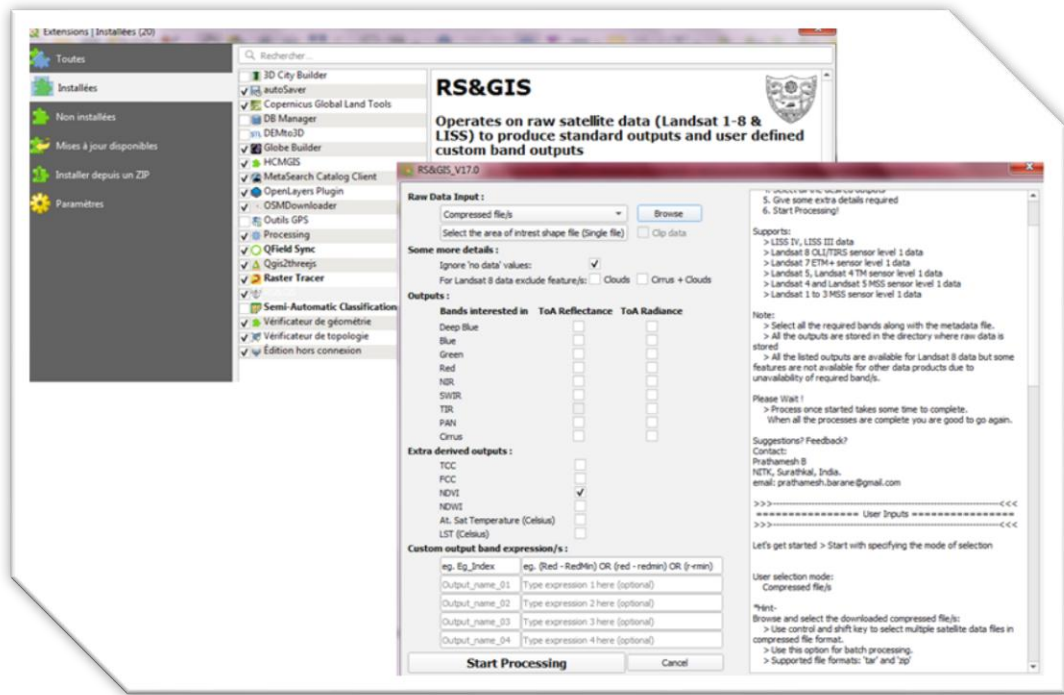 Extensions | Installées (20)
Toutes
Installées
Non installées
Mises à jour disponibles
Installer depuis un ZIP
Paramètres
Rechercher...
3D City Builder
autoSaver
Copernicus Global Land Tools
DB Manager
DEMto3D
Globe Builder
HCMGIS
MetaSearch Catalog Client
OpenLayers Plugin
OSMDownloader
Outils GPS
Processing
QField Sync
Qgis2threejs
Raster Tracer
Semi-Automatic Classification
Vérificateur de géométrie
Vérificateur de topologie
Édition hors connexion
RS&GIS
Operates on raw satellite data (Landsat 1-8 &
LISS) to produce standard outputs and user defined
custom band outputs
RS&GIS_V17.0
Raw Data Input :
Compressed file/s
Browse
Select the area of intrest shape file (Single file)
Clip data
Some more details :
Ignore 'no data' values:
For Landsat 8 data exclude feature/s:
Clouds
Cirrus + Clouds
Outputs :
Bands interested in ToA Reflectance ToA Radiance
Deep Blue
Blue
Green
Red
NIR
SWIR
TIR
PAN
Cirrus
Extra derived outputs :
TCC
FCC
NDVI
NDWI
At. Sat Temperature (Celsius)
LST (Celsius)
Custom output band expression/s :
eg. Eg_Index
eg. (Red - RedMin) OR (red - redmin) OR (r-rmin)
Output_name_01
Type expression 1 here (optional)
Output_name_02
Type expression 2 here (optional)
Output_name_03
Type expression 3 here (optional)
Output_name_04
Type expression 4 here (optional)
Start Processing
Cancel
4. Select all the desired outputs
5. Give some extra details required
6. Start Processing!
Supports:
> LISS IV, LISS III data
> Landsat 8 OLI/TIRS sensor level 1 data
> Landsat 7 ETM+ sensor level 1 data
> Landsat 5, Landsat 4 TM sensor level 1 data
> Landsat 4 and Landsat 5 MSS sensor level 1 data
> Landsat 1 to 3 MSS sensor level 1 data
Note:
> Select all the required bands along with the metadata file.
> All the outputs are stored in the directory where raw data is
stored
> All the listed outputs are available for Landsat 8 data but some
features are not available for other data products due to
unavailability of required band/s.
Please Wait !
> Process once started takes some time to complete.
When all the processes are complete you are good to go again.
Suggestions? Feedback?
Contact:
Prathamesh B
NITK, Surathkal, India.
email: prathamesh.barane@gmail.com
>>>----------------------------------------------------<<<
================ User Inputs =================
>>>----------------------------------------------------<<<
Let's get started > Start with specifying the mode of selection
User selection mode:
Compressed file/s
*Hint-
Browse and select the downloaded compressed file/s:
> Use control and shift key to select multiple satellite data files in
compressed file format.
> Use this option for batch processing.
> Supported file formats: 'tar' and 'zip'